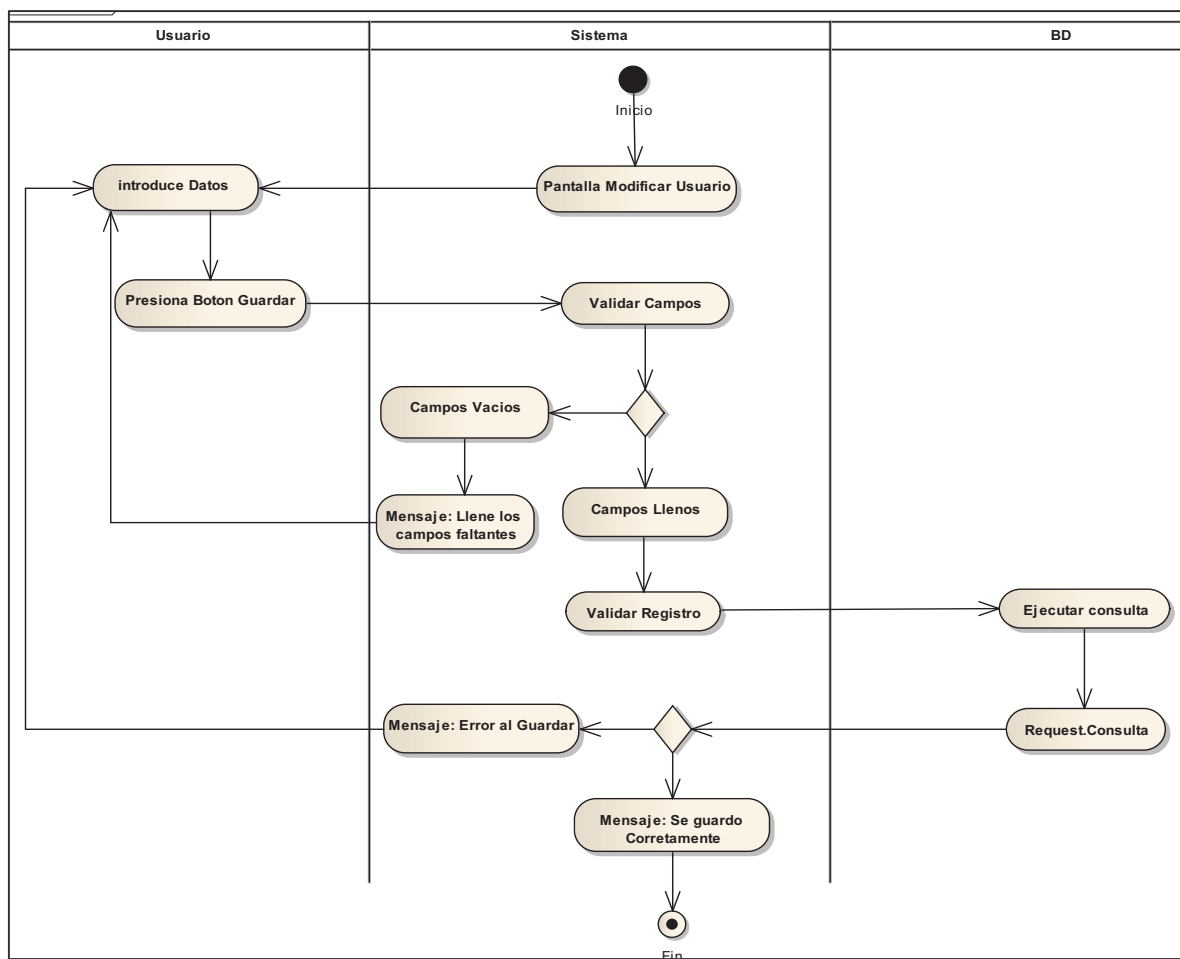 Usuario
Sistema
BD
Inicio
introduce Datos
Pantalla Modificar Usuario
Presiona Boton Guardar
Validar Campos
Campos Vacios
Campos Llenos
Mensaje: Llene los
campos faltantes
Validar Registro
Ejecutar consulta
Mensaje: Error al Guardar
Request.Consulta
Mensaje: Se guardo
Corretamente
Fin